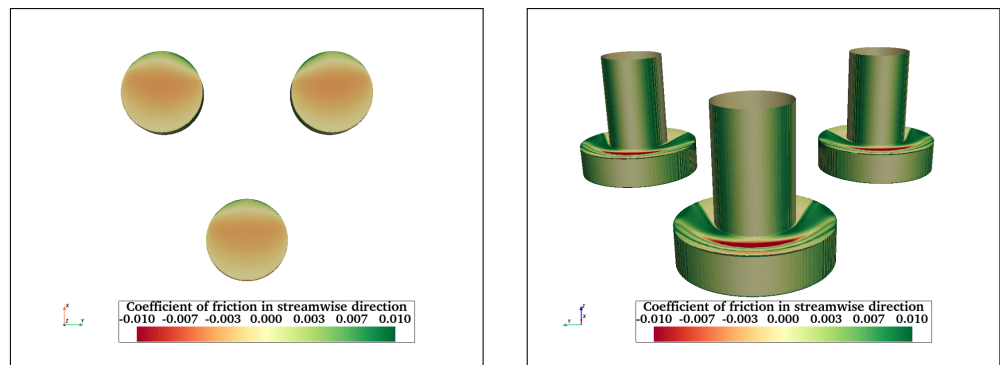 Coefficient of friction in streamwise direction
-0.010 -0.007 -0.003 0.000 0.003 0.007 0.010
X
Z Y
Coefficient of friction in streamwise direction
-0.010 -0.007 -0.003 0.000 0.003 0.007 0.010
Z
Y X